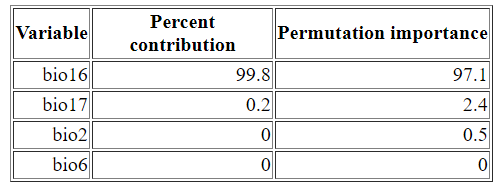 Variable Percent contribution Permutation importance
bio16 99.8 97.1
bio17 0.2 2.4
bio2 0 0.5
bio6 0 0